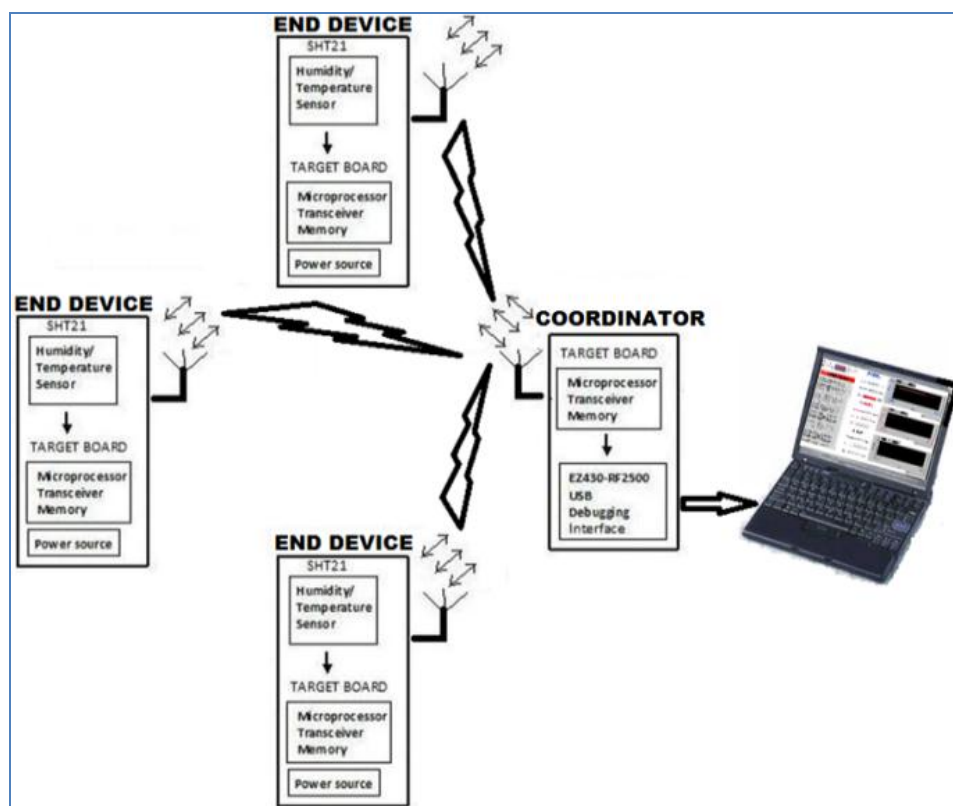 END DEVICE
SHT21
Humidity/
Temperature
Sensor
TARGET BOARD
Microprocessor
Transceiver
Memory
Power source
END DEVICE
SHT21
Humidity/
Temperature
Sensor
TARGET BOARD
Microprocessor
Transceiver
Memory
Power source
COORDINATOR
TARGET BOARD
Microprocessor
Transceiver
Memory
EZ430-RF2500
USB
Debugging
Interface
END DEVICE
SHT21
Humidity/
Temperature
Sensor
TARGET BOARD
Microprocessor
Transceiver
Memory
Power source